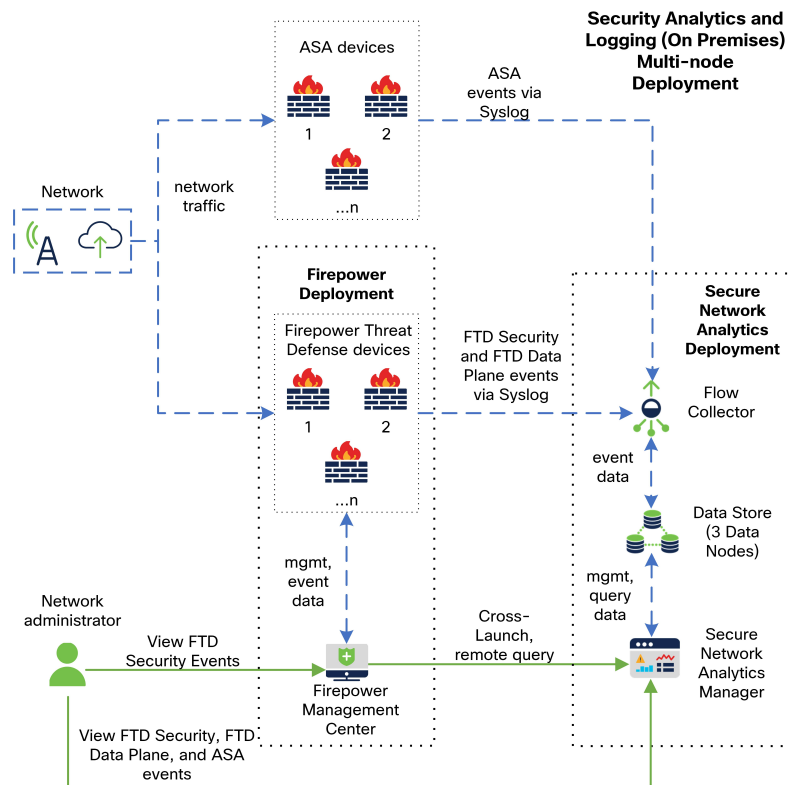 Security Analytics and
Logging (On Premises)
Multi-node
Deployment
ASA devices
1
2
...n
ASA
events via
Syslog
Network
network
traffic
Firepower
Deployment
Firepower Threat
Defense devices
1
2
...n
FTD Security
and FTD Data
Plane events
via Syslog
Secure
Network
Analytics
Deployment
Flow
Collector
event
data
Data Store
(3 Data
Nodes)
mgmt,
event
data
mgmt,
query
data
Network
administrator
View FTD
Security Events
Cross-
Launch,
remote query
Secure
Network
Analytics
Manager
Firepower
Management
Center
View FTD Security, FTD
Data Plane, and ASA
events